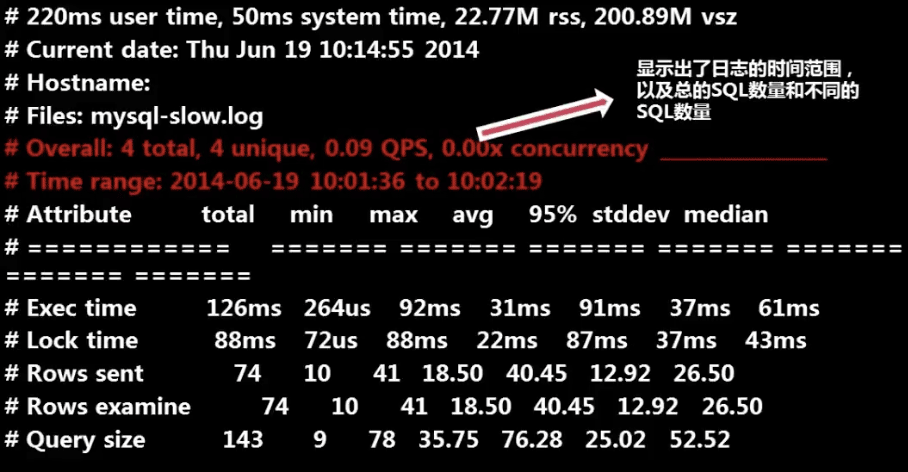 # 220ms user time, 50ms system time, 22.77M rss, 200.89M vsz
# Current date: Thu Jun 19 10:14:55 2014
# Hostname:
# Files: mysql-slow.log
显示出了日志的时间范围，
以及总的SQL数量和不同的
SQL数量
# Overall: 4 total, 4 unique, 0.09 QPS, 0.00x concurrency ________________
# Time range: 2014-06-19 10:01:36 to 10:02:19
# Attribute total min max avg 95% stddev median
# ============ ======= ======= ======= ======= =======
======= =======
# Exec time 126ms 264us 92ms 31ms 91ms 37ms 61ms
# Lock time 88ms 72us 88ms 22ms 87ms 37ms 43ms
# Rows sent 74 10 41 18.50 40.45 12.92 26.50
# Rows examine 74 10 41 18.50 40.45 12.92 26.50
# Query size 143 9 78 35.75 76.28 25.02 52.52